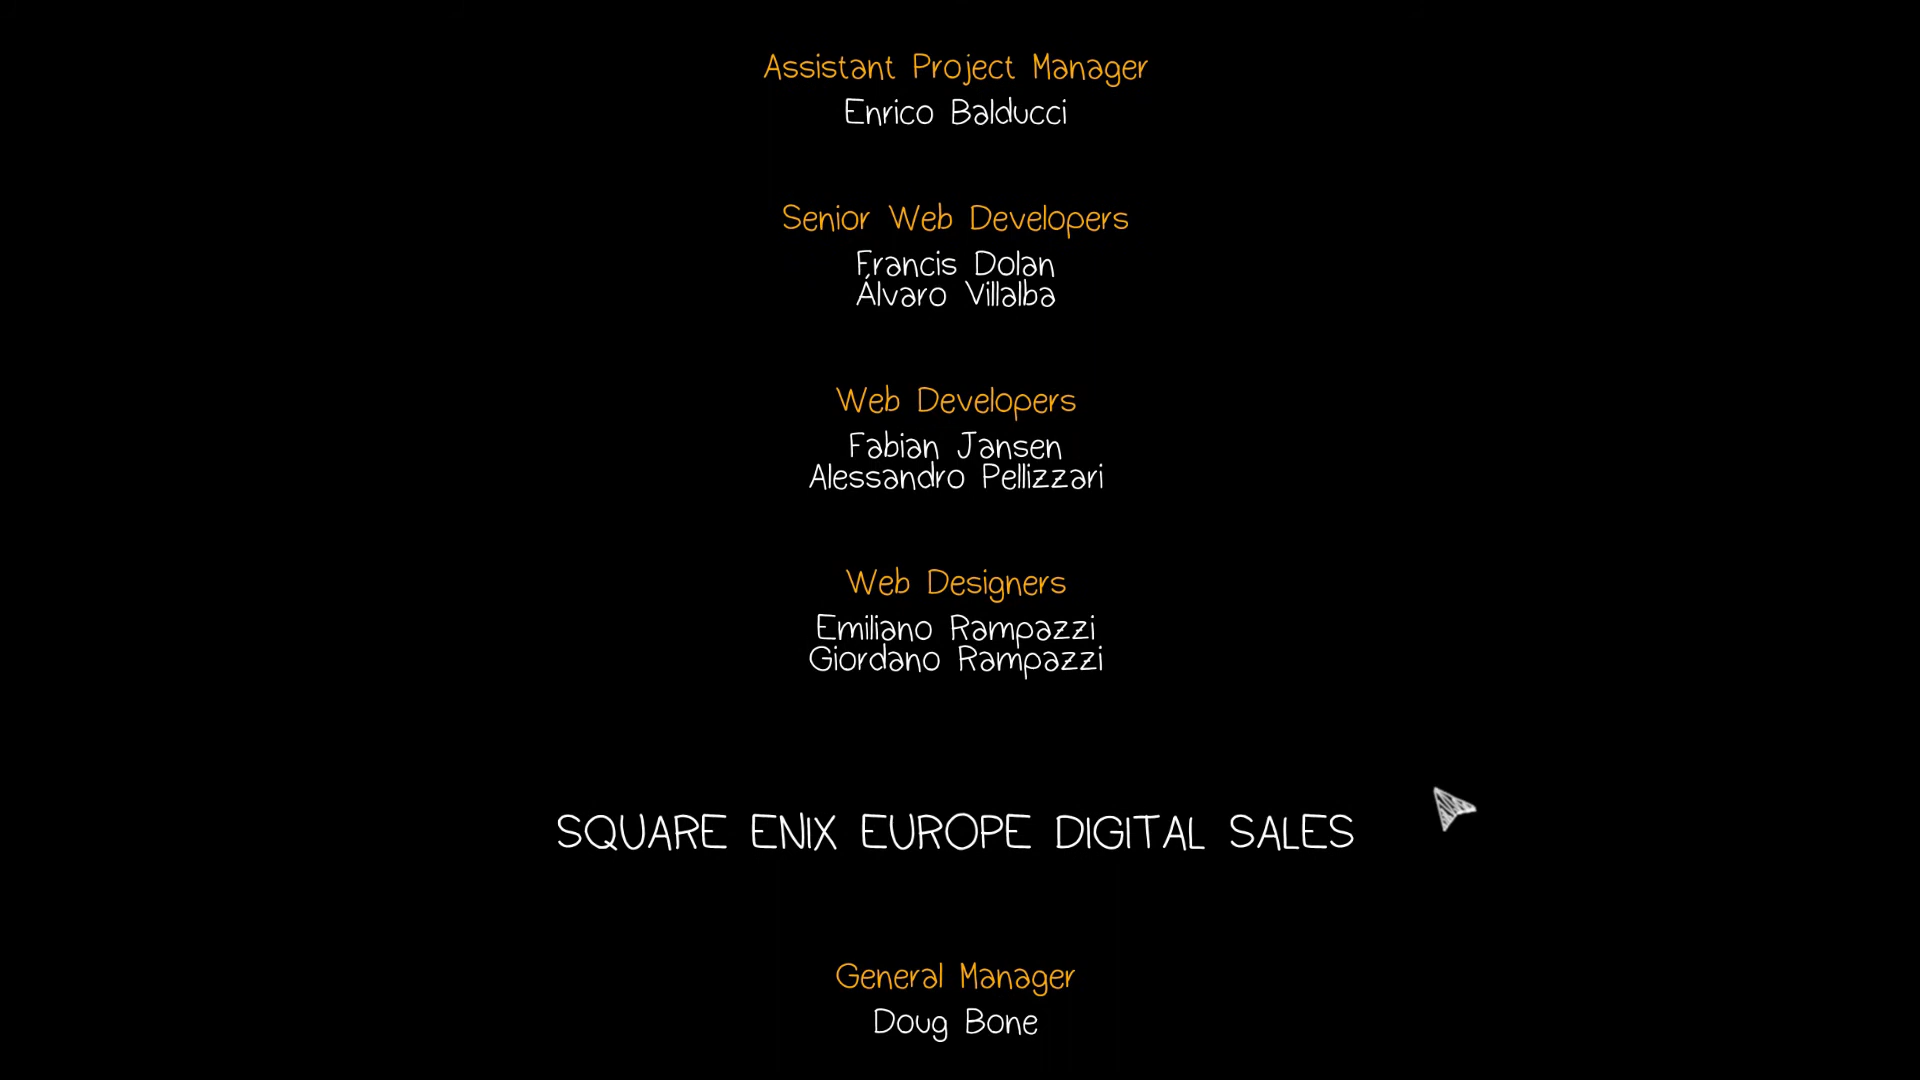 Assistant Project Manager
Enrico Balducci
Senior Web Developers
Francis Dolan
Álvaro Villalba
Web Developers
Fabian Jansen
Alessandro Pellizzari
Web Designers
Emiliano Rampazzi
Giordano Rampazzi
SQUARE ENIX EUROPE DIGITAL SALES
General Manager
Doug Bone